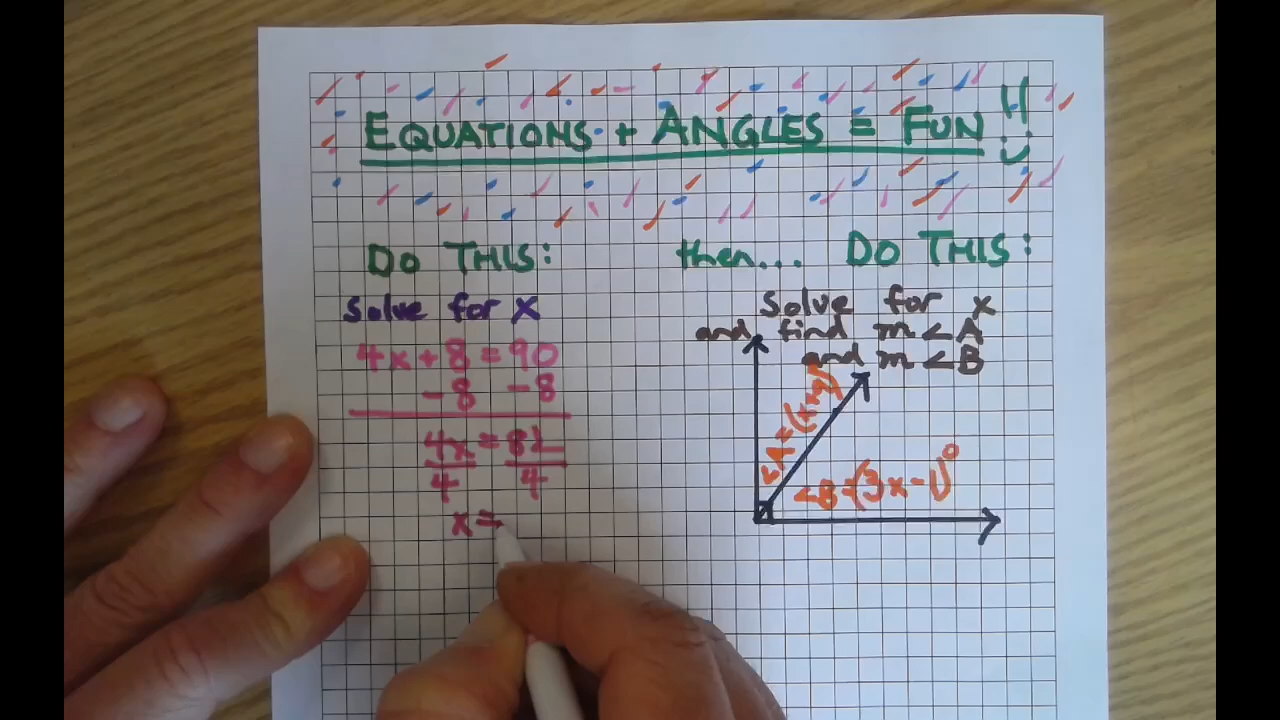 EQUATIONS + ANGLES = FUN
DO THIS:
Solve for X
4x + 8 = 90
- 8 - 8
4x = 82
4 4
x =
then... DO THIS:
Solve for x
and find m<A
and m<B
<A=(x+9)
<B=(3x-1)°